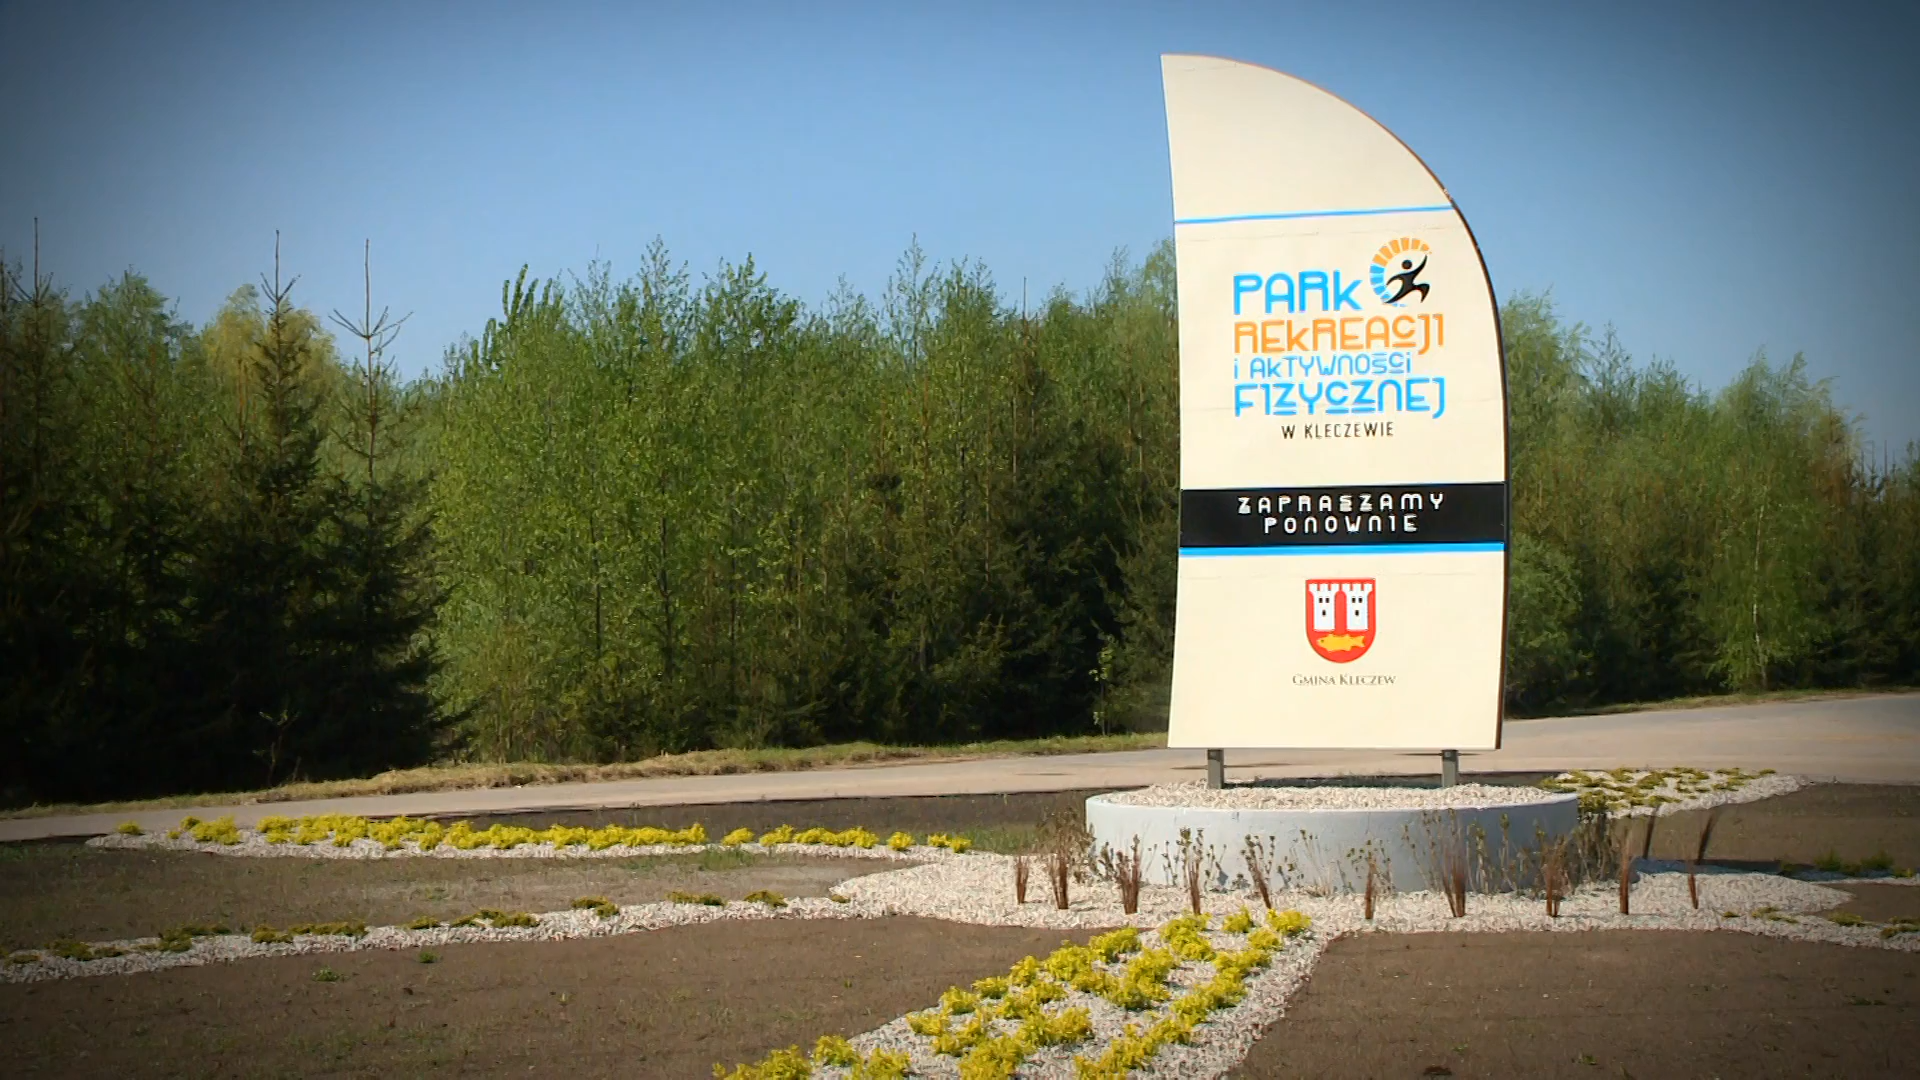 PARK
REKREACJI
i AKTYWNOŚCI
FIZYCZNEJ
W KLECZEWIE
ZAPRASZAMY
PONOWNIE
GMINA KLECZEW